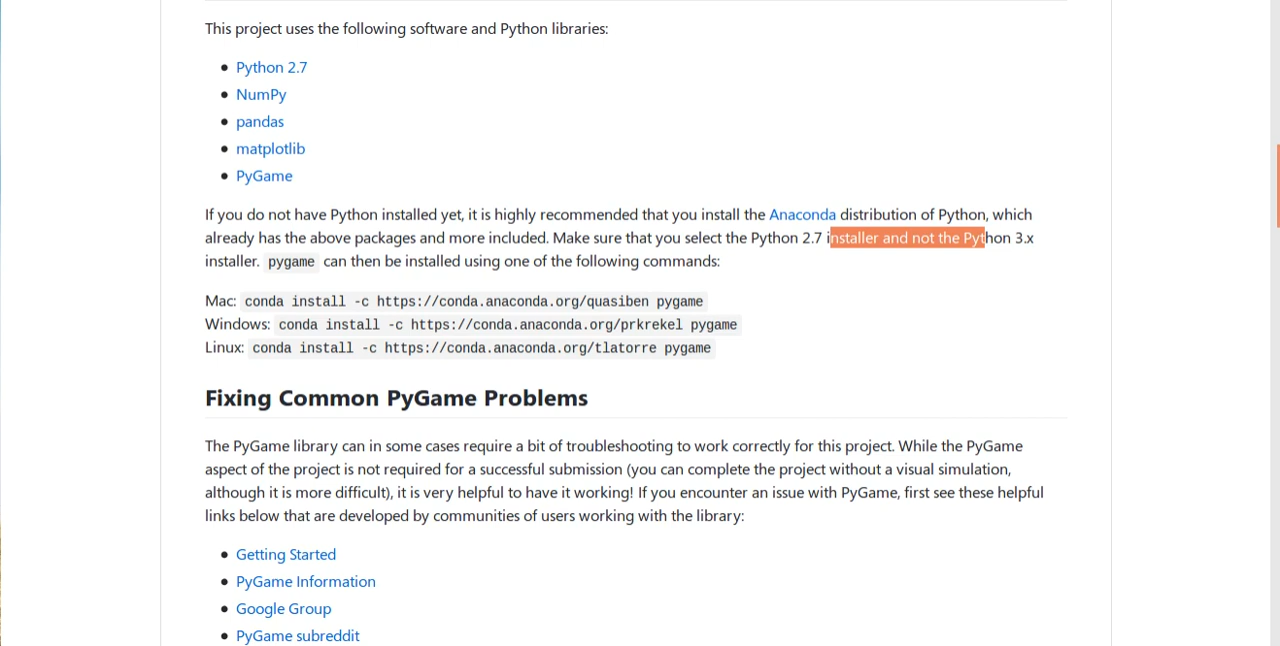 This project uses the following software and Python libraries:
Python 2.7
NumPy
pandas
matplotlib
PyGame
If you do not have Python installed yet, it is highly recommended that you install the Anaconda distribution of Python, which
already has the above packages and more included. Make sure that you select the Python 2.7 installer and not the Python 3.x
installer. pygame can then be installed using one of the following commands:
Mac: conda install -c https://conda.anaconda.org/quasiben pygame
Windows: conda install -c https://conda.anaconda.org/prkrekel pygame
Linux: conda install -c https://conda.anaconda.org/tlatorre pygame
Fixing Common PyGame Problems
The PyGame library can in some cases require a bit of troubleshooting to work correctly for this project. While the PyGame
aspect of the project is not required for a successful submission (you can complete the project without a visual simulation,
although it is more difficult), it is very helpful to have it working! If you encounter an issue with PyGame, first see these helpful
links below that are developed by communities of users working with the library:
Getting Started
PyGame Information
Google Group
PyGame subreddit